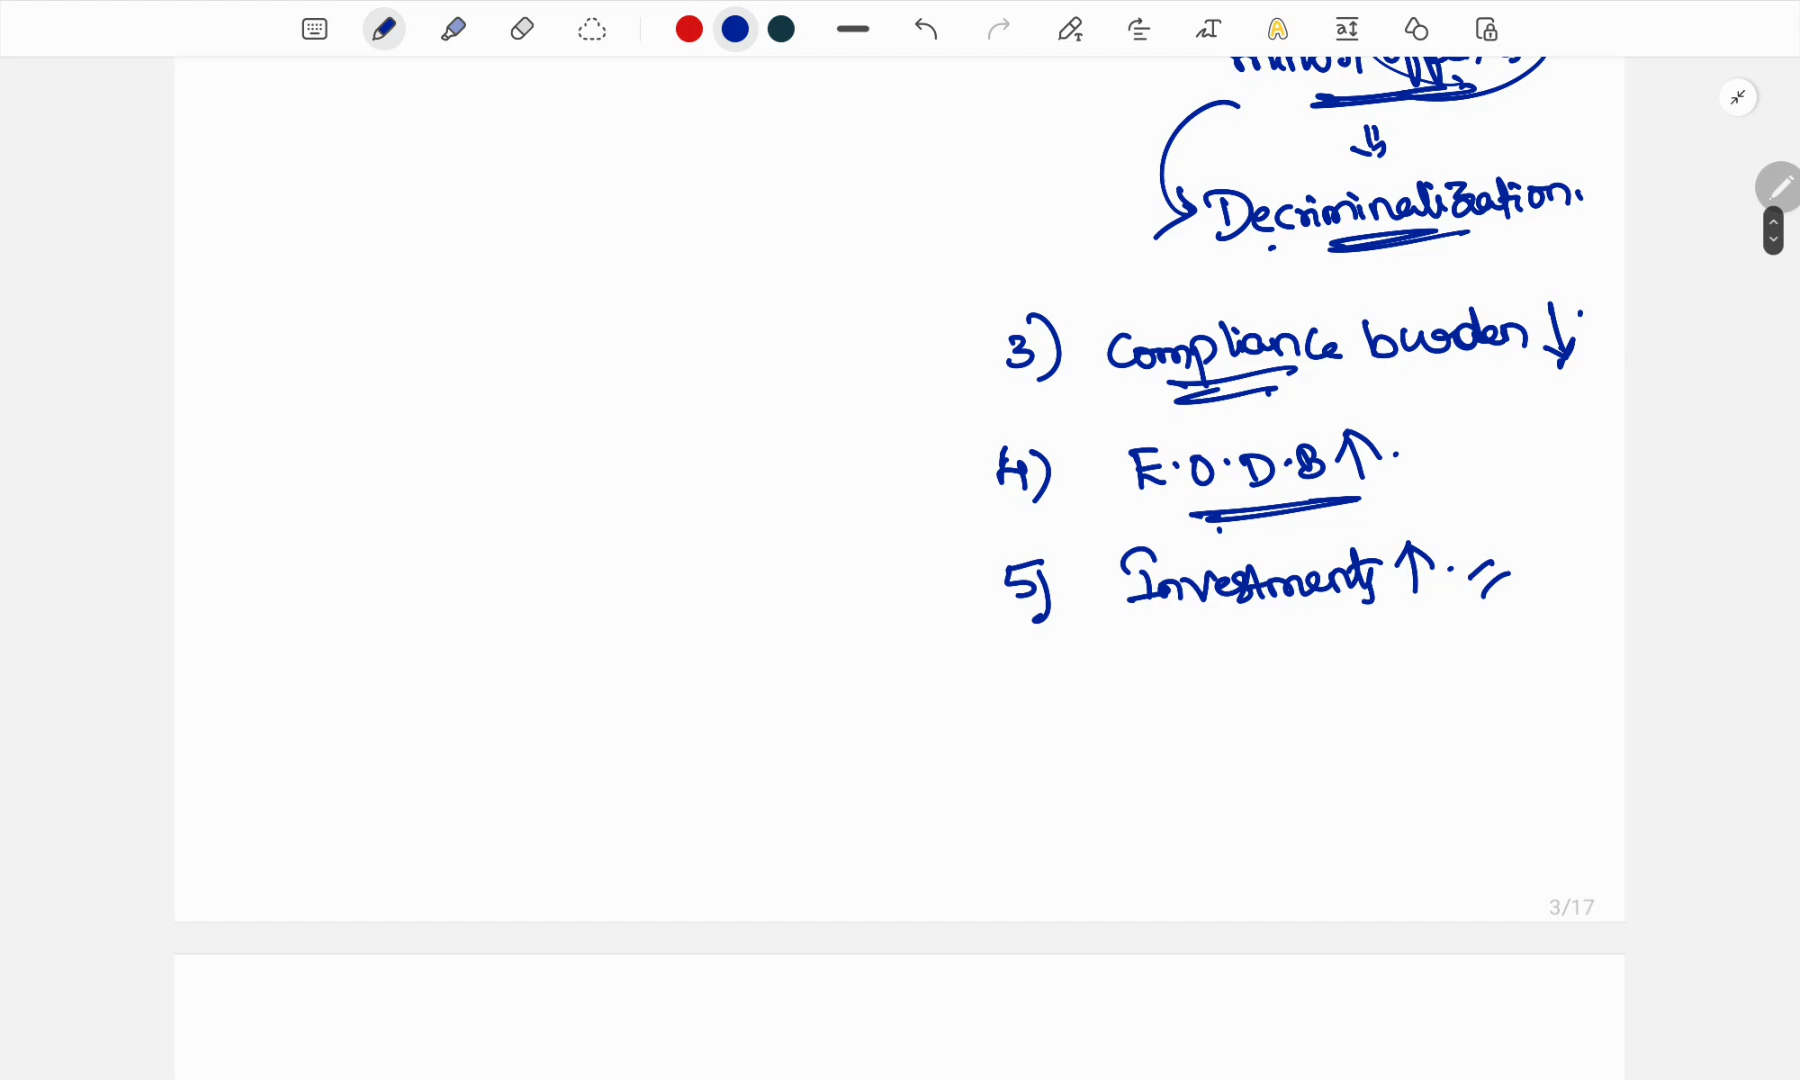 Decriminalization.
3) Compliance burden ↓.
4) E.O.D.B ↑.
5) Investments ↑.
3/17